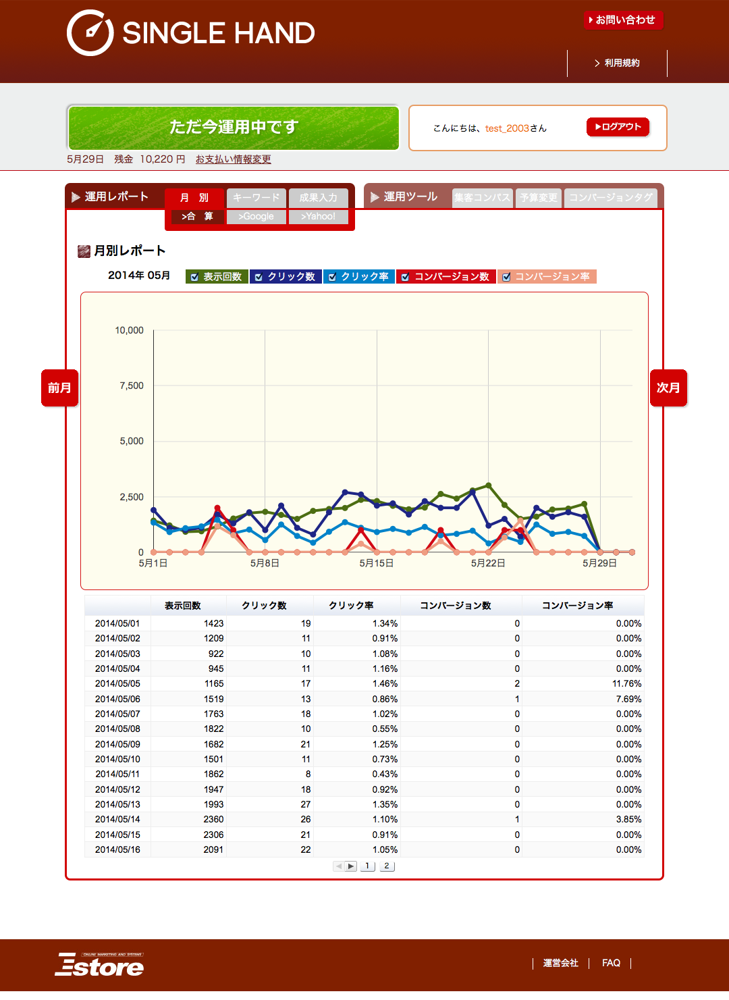 SINGLE HAND
お問い合わせ
利用規約
ただ今運用中です
こんにちは、test_2003さん
ログアウト
5月29日 残金 10,220 円 お支払い情報変更
運用レポート 月 別 キーワード 成果入力
運用ツール 集客コンパス 予算変更 コンバージョンタグ
>合 算 >Google >Yahoo!
月別レポート
2014年 05月 表示回数 クリック数 クリック率 コンバージョン数 コンバージョン率
10,000
7,500
5,000
2,500
0
5月1日 5月8日 5月15日 5月22日 5月29日
前月
次月
表示回数 クリック数 クリック率 コンバージョン数 コンバージョン率
2014/05/01 1423 19 1.34% 0 0.00%
2014/05/02 1209 11 0.91% 0 0.00%
2014/05/03 922 10 1.08% 0 0.00%
2014/05/04 945 11 1.16% 0 0.00%
2014/05/05 1165 17 1.46% 2 11.76%
2014/05/06 1519 13 0.86% 1 7.69%
2014/05/07 1763 18 1.02% 0 0.00%
2014/05/08 1822 10 0.55% 0 0.00%
2014/05/09 1682 21 1.25% 0 0.00%
2014/05/10 1501 11 0.73% 0 0.00%
2014/05/11 1862 8 0.43% 0 0.00%
2014/05/12 1947 18 0.92% 0 0.00%
2014/05/13 1993 27 1.35% 0 0.00%
2014/05/14 2360 26 1.10% 1 3.85%
2014/05/15 2306 21 0.91% 0 0.00%
2014/05/16 2091 22 1.05% 0 0.00%
1 2
ONLINE MARKETING AND SYSTEMS
Estore
運営会社 FAQ